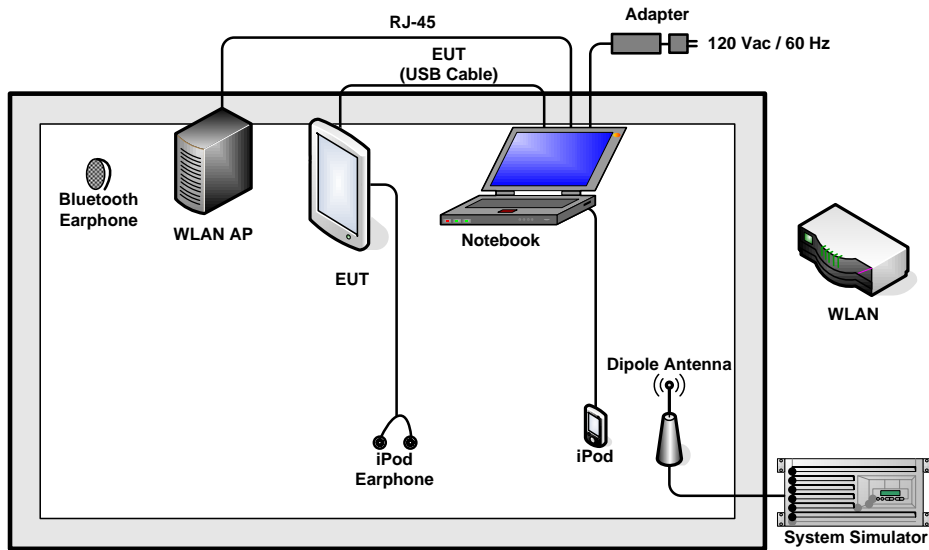 RJ-45
Adapter
120 Vac / 60 Hz
EUT
(USB Cable)
Bluetooth
Earphone
WLAN AP
EUT
Notebook
WLAN
Dipole Antenna
iPod
Earphone
iPod
System Simulator